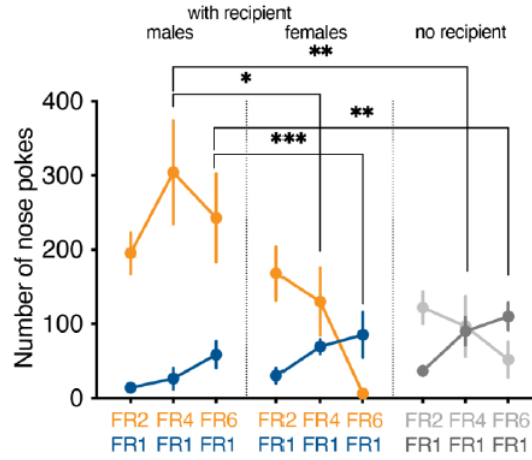 with recipient
males females no recipient
**
*
**
***
400
300
200
100
0
Number of nose pokes
FR2 FR4 FR6 FR2 FR4 FR6 FR2 FR4 FR6
FR1 FR1 FR1 FR1 FR1 FR1 FR1 FR1 FR1